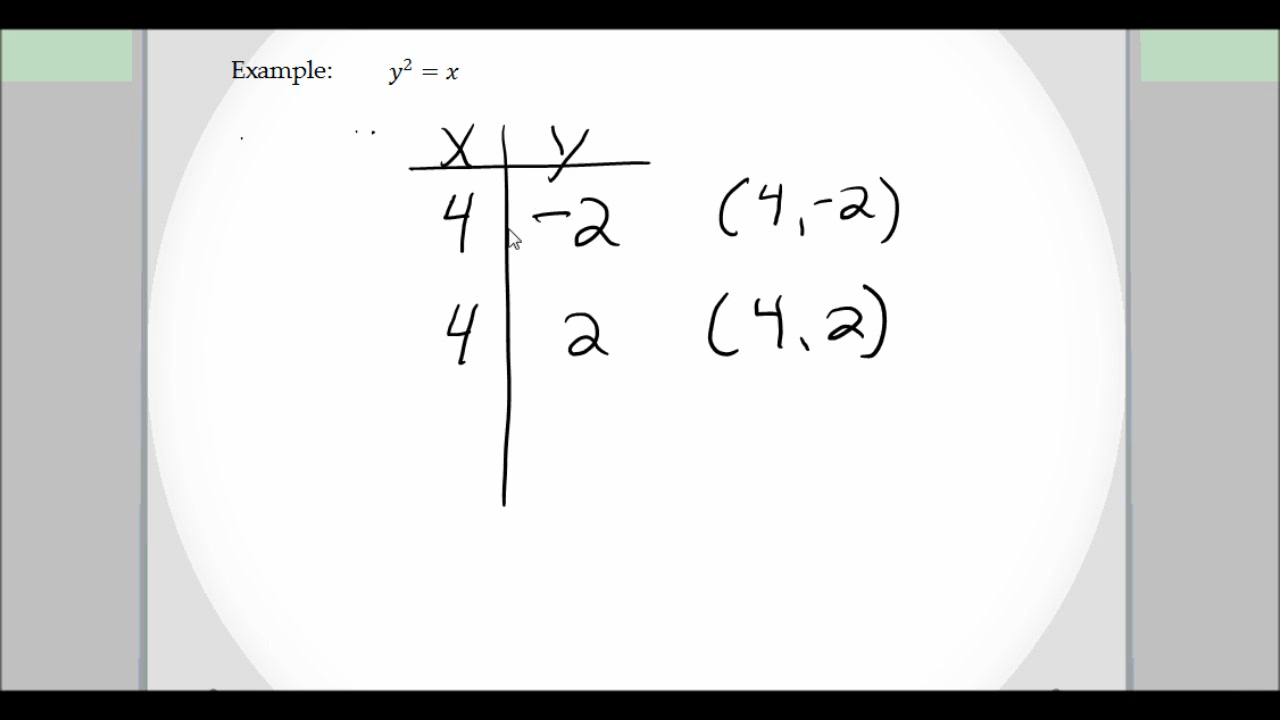 Example: y² = x
x y
4 -2 (4,-2)
4 2 (4,2)